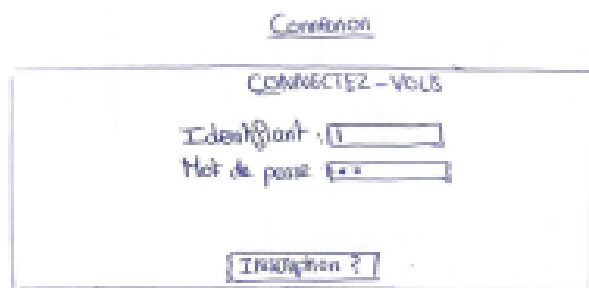 Connexion
CONNECTEZ-VOUS
Identifiant :
Mot de passe :
Inscription ?